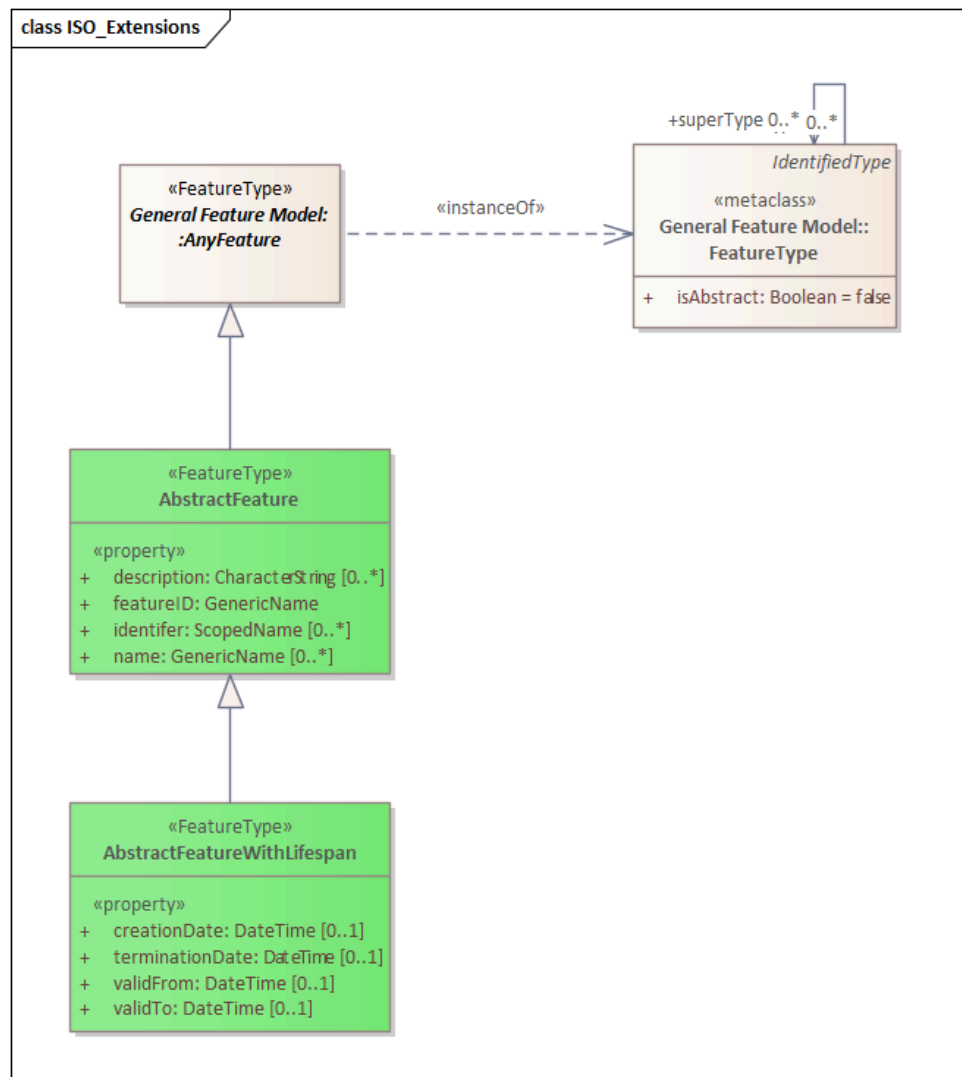 class ISO_Extensions
+superType 0..* 0..*
IdentifiedType
«metaclass»
General Feature Model::
FeatureType
+ isAbstract: Boolean = false
«FeatureType»
General Feature Model:
:AnyFeature
«instanceOf»
«FeatureType»
AbstractFeature
«property»
+ description: CharacterString [0..*]
+ featureID: GenericName
+ identifer: ScopedName [0..*]
+ name: GenericName [0..*]
«FeatureType»
AbstractFeatureWithLifespan
«property»
+ creationDate: DateTime [0..1]
+ terminationDate: DateTime [0..1]
+ validFrom: DateTime [0..1]
+ validTo: DateTime [0..1]